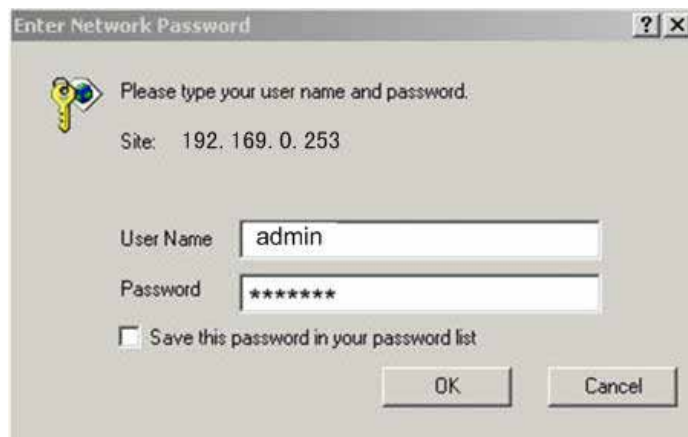 Enter Network Password
Please type your user name and password.
Site: 192. 169. 0. 253
User Name admin
Password *******
Save this password in your password list
OK Cancel